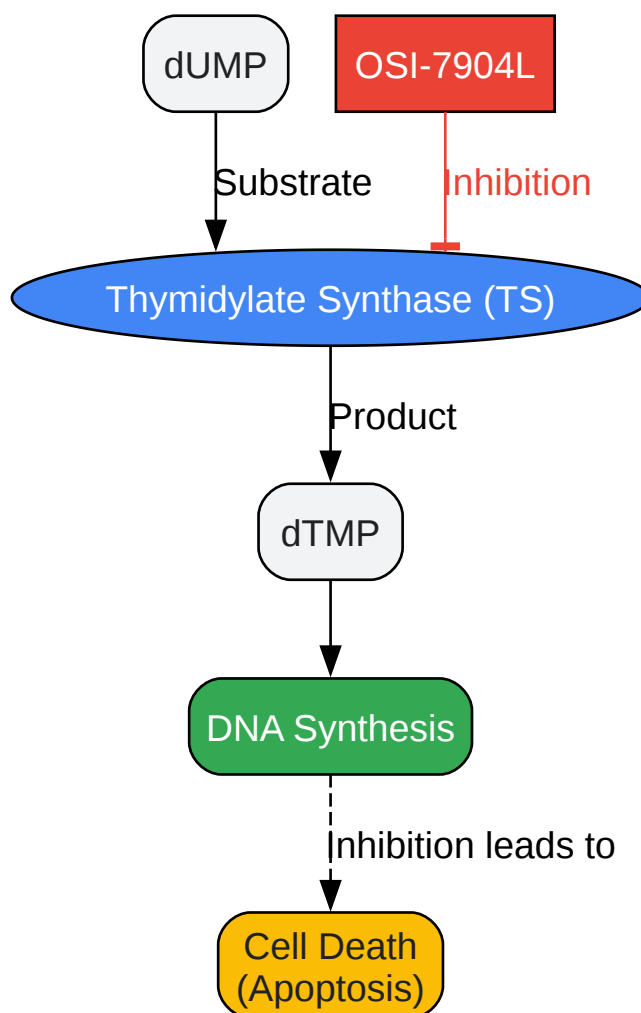 dUMP
OSI-7904L
Substrate
Inhibition
Thymidylate Synthase (TS)
Product
dTMP
DNA Synthesis
Inhibition leads to
Cell Death
(Apoptosis)